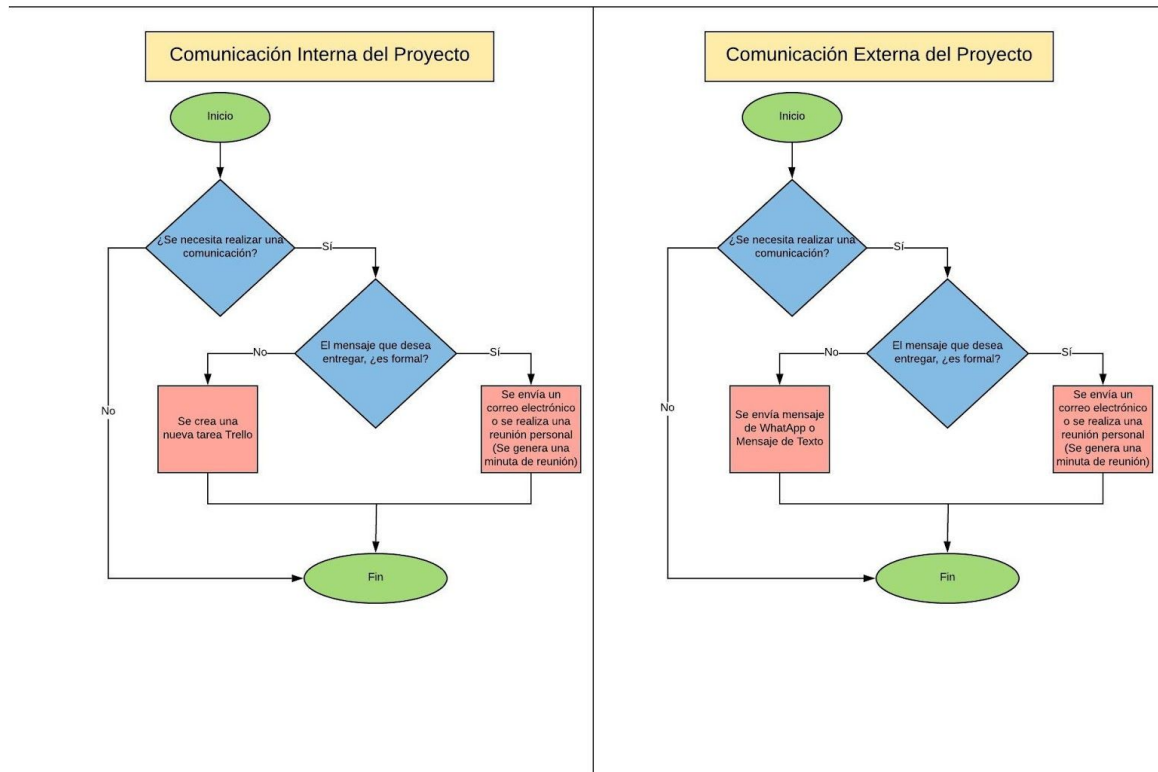 Comunicación Interna del Proyecto
Inicio
¿Se necesita realizar una
comunicación?
Sí
No
El mensaje que desea
entregar, ¿es formal?
No
Sí
Se crea una
nueva tarea Trello
Se envía un
correo electrónico
o se realiza una
reunión personal
(Se genera una
minuta de reunión)
Fin
Comunicación Externa del Proyecto
Inicio
¿Se necesita realizar una
comunicación?
Sí
No
El mensaje que desea
entregar, ¿es formal?
No
Sí
Se envía mensaje
de WhatApp o
Mensaje de Texto
Se envía un
correo electrónico
o se realiza una
reunión personal
(Se genera una
minuta de reunión)
Fin